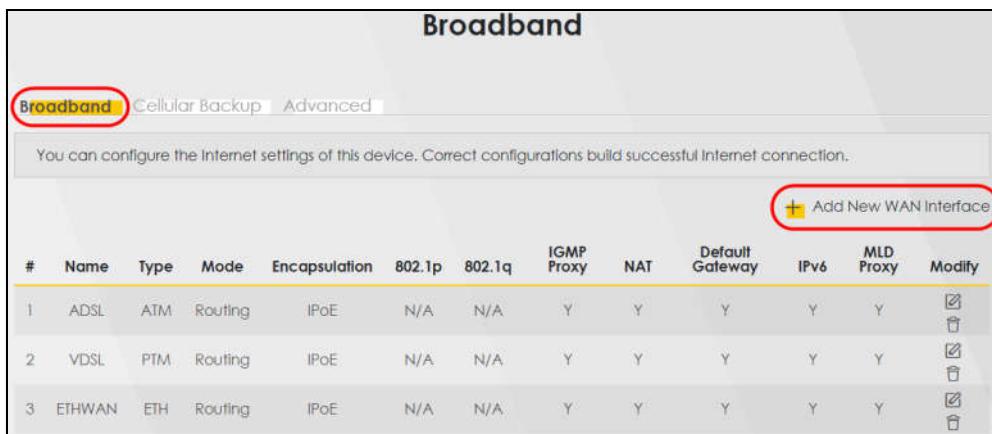 Broadband
Broadband Cellular Backup Advanced
You can configure the Internet settings of this device. Correct configurations build successful Internet connection.
+ Add New WAN Interface
# Name Type Mode Encapsulation 802.1p 802.1q IGMP Proxy NAT Default Gateway IPv6 MLD Proxy Modify
1 ADSL ATM Routing IPoE N/A N/A Y Y Y Y Y
2 VDSL PTM Routing IPoE N/A N/A Y Y Y Y Y
3 ETHWAN ETH Routing IPoE N/A N/A Y Y Y Y Y